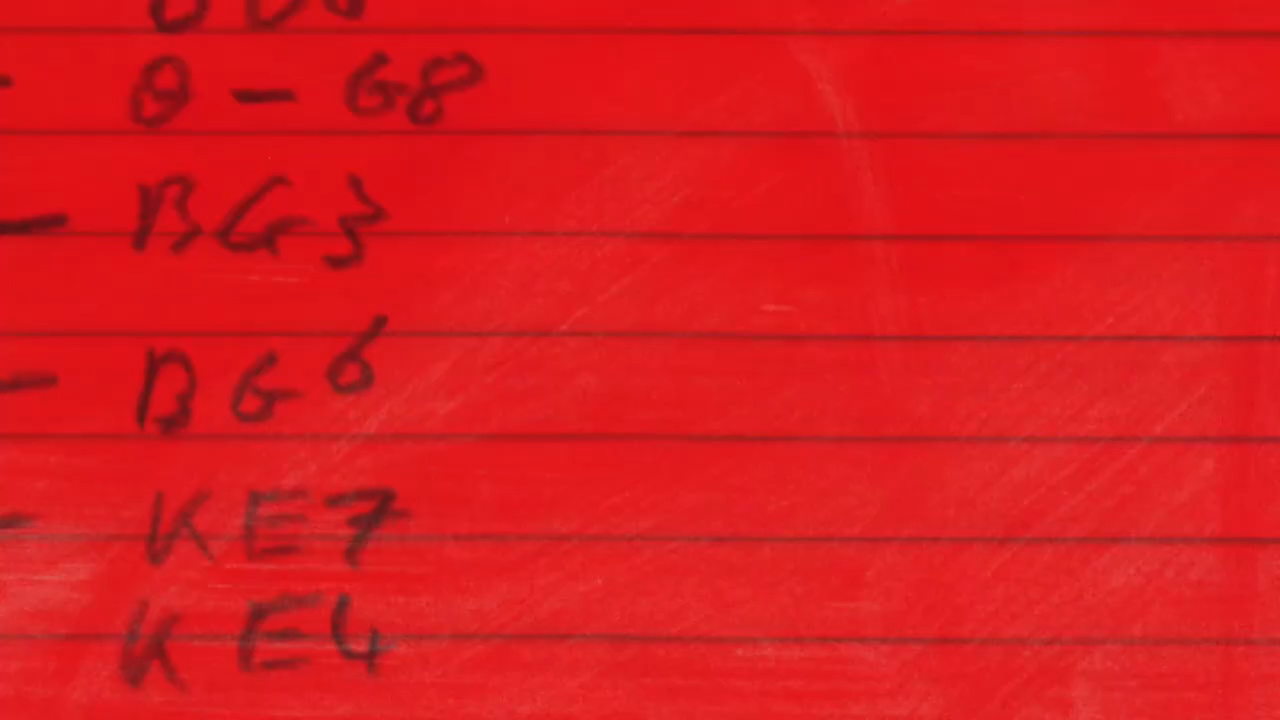 - θ - G8
- BG3
- BG6
- KE7
KE4